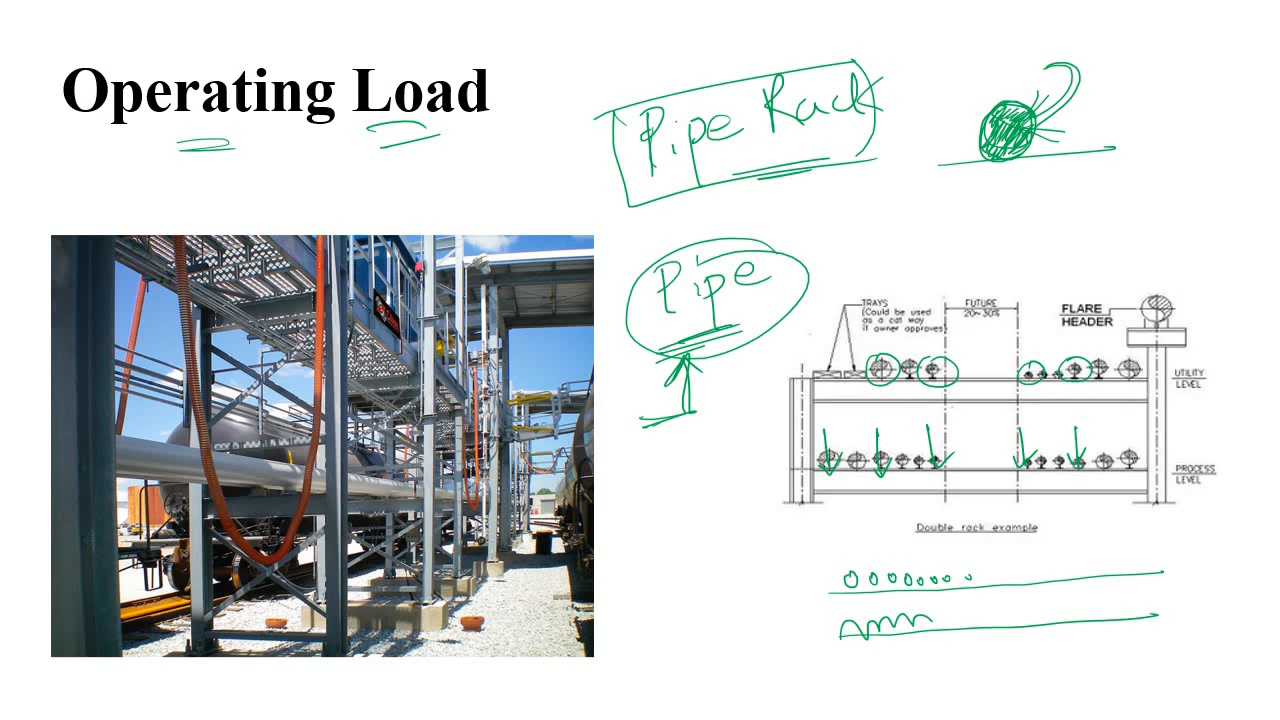 Operating Load
Pipe Rack
Pipe
TRAYS
(Could be used
as a cat way
if owner approves)
FUTURE
20~30%
FLARE
HEADER
UTILITY
LEVEL
PROCESS
LEVEL
Double rack example